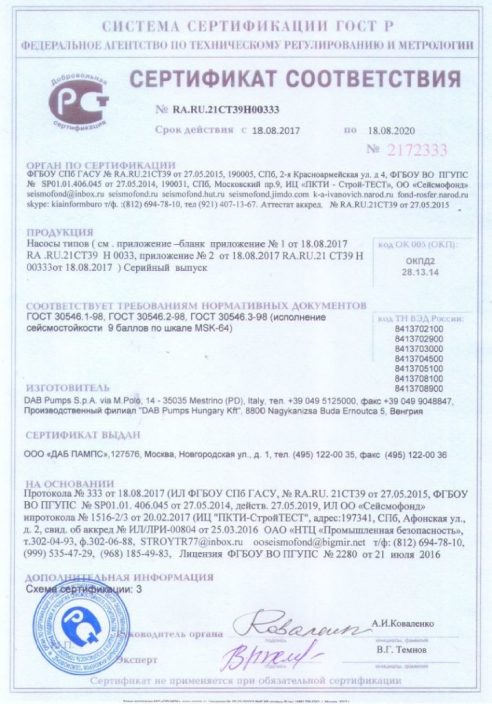 СИСТЕМА СЕРТИФИКАЦИИ ГОСТ Р
ФЕДЕРАЛЬНОЕ АГЕНТСТВО ПО ТЕХНИЧЕСКОМУ РЕГУЛИРОВАНИЮ И МЕТРОЛОГИИ
Добровольная
сертификация
СЕРТИФИКАТ СООТВЕТСТВИЯ
№ RA.RU.21СТ39Н00333
Срок действия с 18.08.2017 по 18.08.2020
№ 2172333
ОРГАН ПО СЕРТИФИКАЦИИ
ФГБОУ СПб ГАСУ № RA.RU.21СТ39 от 27.05.2015, 190005, СПб, 2-я Красноармейская ул. д 4, ФГБОУ ВО ПГУПС
№ SP01.01.406.045 от 27.05.2014, 190031, СПб, Московский пр.9, ИЦ «ПКТИ - Строй-ТЕСТ», ОО «Сейсмофонд»
seismofond@inbox.ru seismofond.ru seismofond.hut.ru seismofond.jimdo.com k-a-ivanovich.narod.ru fond-rosfer.narod.ru
skype: kiainformburo т/ф. :(812) 694-78-10, тел (921) 407-13-67. Аттестат аккред. № RA.RU.21СТ39 от 27.05.2015
ПРОДУКЦИЯ
Насосы типов ( см . приложение –бланк приложение № 1 от 18.08.2017
RA .RU.21СТ39 Н 0033, приложение № 2 от 18.08.2017 RA.RU.21 СТ39 Н
00333от 18.08.2017 ) Серийный выпуск
код ОК 005 (ОКП):
ОКПД2
28.13.14
СООТВЕТСТВУЕТ ТРЕБОВАНИЯМ НОРМАТИВНЫХ ДОКУМЕНТОВ
ГОСТ 30546.1-98, ГОСТ 30546.2-98, ГОСТ 30546.3-98 (исполнение
сейсмостойкости 9 баллов по шкале MSK-64)
код ТН ВЭД России:
8413702100
8413702900
8413703000
8413704500
8413705100
8413708100
8413708900
ИЗГОТОВИТЕЛЬ
DAB Pumps S.p.A. via M.Polo, 14 - 35035 Mestrino (PD), Italy, тел. +39 049 5125000, факс +39 049 9048847,
Производственный филиал "DAB Pumps Hungary Kft", 8800 Nagykanizsa Buda Ernoutca 5, Венгрия
СЕРТИФИКАТ ВЫДАН
ООО «ДАБ ПАМПС»,127576, Москва, Новгородская ул., д. 1, тел. (495) 122-00 35, факс (495) 122-00 36
НА ОСНОВАНИИ
Протокола № 333 от 18.08.2017 (ИЛ ФГБОУ СПб ГАСУ, № RA.RU. 21СТ39 от 27.05.2015, ФГБОУ
ВО ПГУПС № SP01.01. 406.045 от 27.05.2014, действ. 27.05.2019, ИЛ ОО «Сейсмофонд»
ипротокола № 1516-2/3 от 20.02.2017 (ИЦ "ПКТИ-СтройТЕСТ", адрес:197341, СПб, Афонская ул.,
д. 2, свид. об аккред № ИЛ/ЛРИ-00804 от 25.03.2016 ОАО «НТЦ «Промышленная безопасность»,
т.302-04-93, ф.302-06-88, STROYTR77@inbox.ru ooseismofond@bigmir.net т/ф: (812) 694-78-10,
(999) 535-47-29, (968) 185-49-83, Лицензия ФГБОУ ВО ПГУПС № 2280 от 21 июля 2016
ДОПОЛНИТЕЛЬНАЯ ИНФОРМАЦИЯ
Схема сертификации: 3
Руководитель органа
подпись
А.И.Коваленко
инициалы, фамилия
Эксперт
подпись
В.Г. Темнов
инициалы, фамилия
Сертификат не применяется при обязательной сертификации